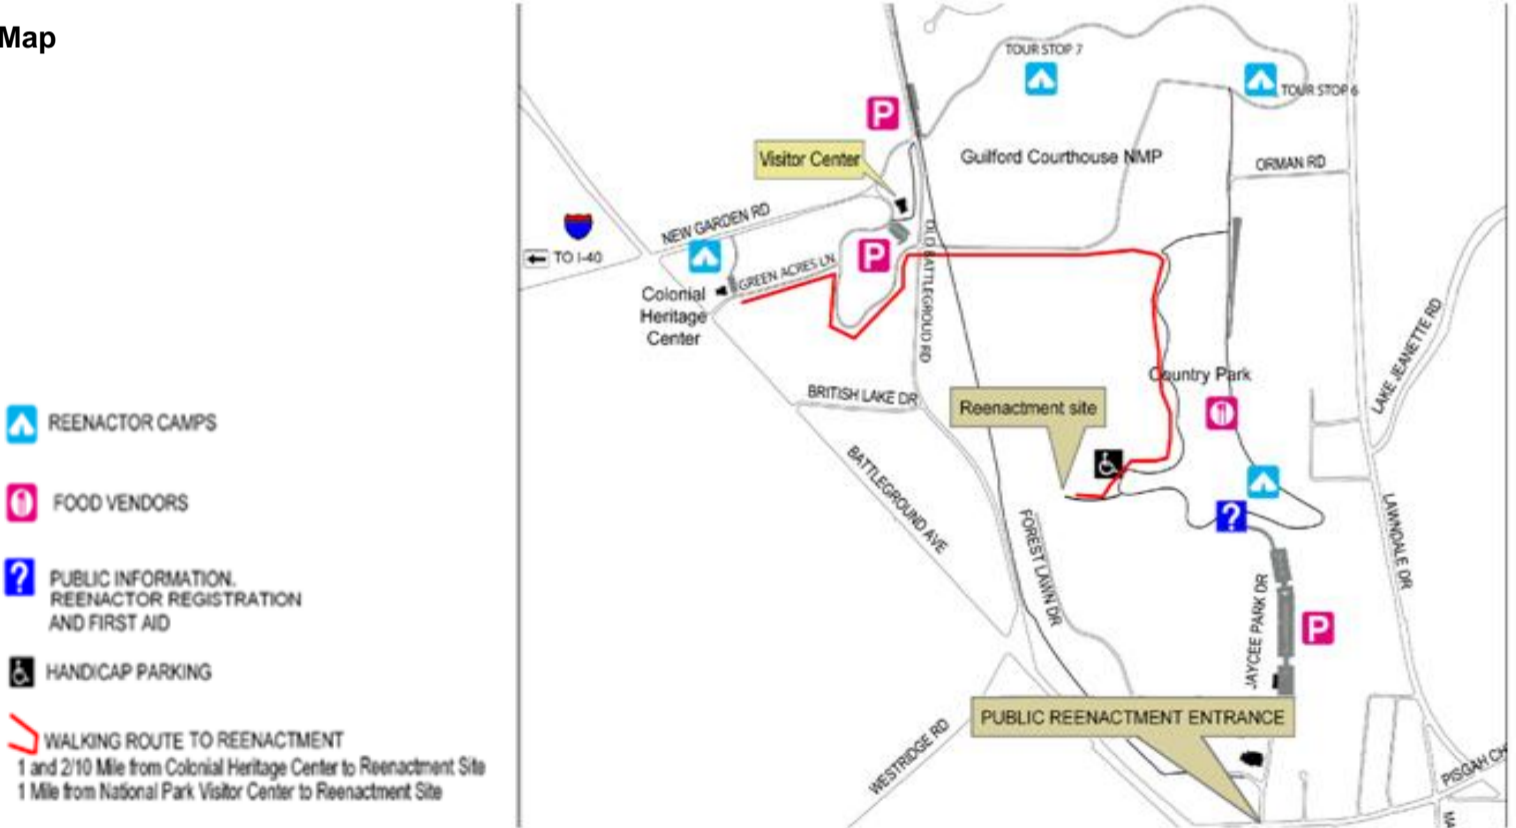 Map
TOUR STOP 7
TOUR STOP 6
P
Visitor Center
Guilford Courthouse NMP
ORMAN RD
NEW GARDEN RD
TO I-40
P
OLD BATTLEGROUD RD
GREEN ACRES LN
Colonial
Heritage
Center
LAKE JEANETTE RD
Country Park
BRITISH LAKE DR
Reenactment site
REENACTOR CAMPS
BATTLEGROUND AVE
FOOD VENDORS
?
FOREST LAWN DR
LAWNDALE DR
?
PUBLIC INFORMATION.
REENACTOR REGISTRATION
AND FIRST AID
JAYCEE PARK DR
P
HANDICAP PARKING
PUBLIC REENACTMENT ENTRANCE
WALKING ROUTE TO REENACTMENT
1 and 2/10 Mile from Colonial Heritage Center to Reenactment Site
1 Mile from National Park Visitor Center to Reenactment Site
WESTRIDGE RD
PISGAH CH